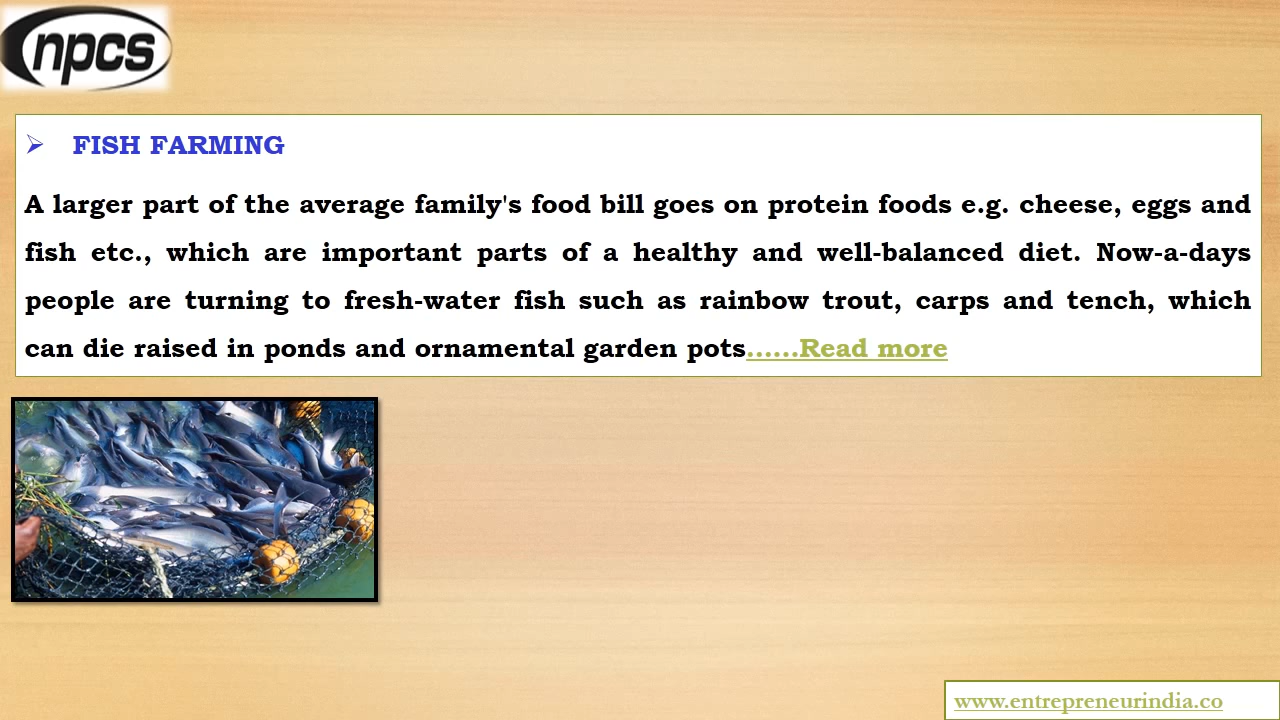 npcs
FISH FARMING
A larger part of the average family's food bill goes on protein foods e.g. cheese, eggs and
fish etc., which are important parts of a healthy and well-balanced diet. Now-a-days
people are turning to fresh-water fish such as rainbow trout, carps and tench, which
can die raised in ponds and ornamental garden pots......Read more
www.entrepreneurindia.co